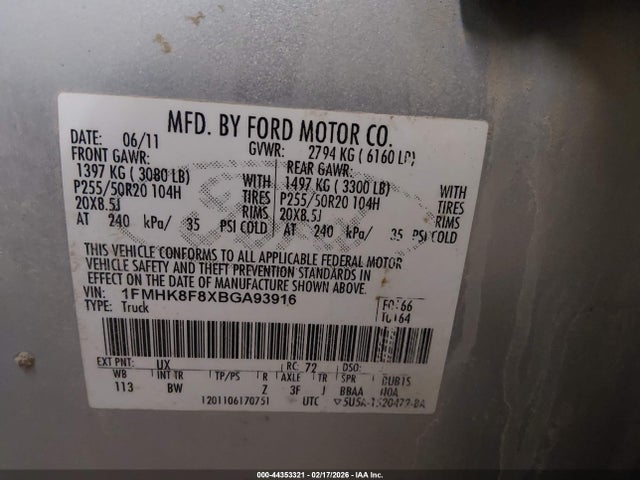 MFD. BY FORD MOTOR CO.
DATE: 06/11 GVWR: 2794 KG ( 6160 LB)
FRONT GAWR: REAR GAWR:
1397 KG ( 3080 LB) WITH 1497 KG ( 3300 LB) WITH
P255/50R20 104H TIRES P255/50R20 104H TIRES
20X8.5J RIMS 20X8.5J RIMS
AT 240 kPa/ 35 PSI COLD AT 240 kPa/ 35 PSI COLD
THIS VEHICLE CONFORMS TO ALL APPLICABLE FEDERAL MOTOR
VEHICLE SAFETY AND THEFT PREVENTION STANDARDS IN
EFFECT ON THE DATE OF MANUFACTURE SHOWN ABOVE.
VIN: 1FMHK8F8XBGA93916
TYPE: Truck
EXT PNT: UX RC: 72 DSO:
WB INT TR TP/PS R AXLE TR SPR
113 BW Z 3F J BBAA
1201106170751 UTC
000-44353321 - 02/17/2026 - IAA Inc.